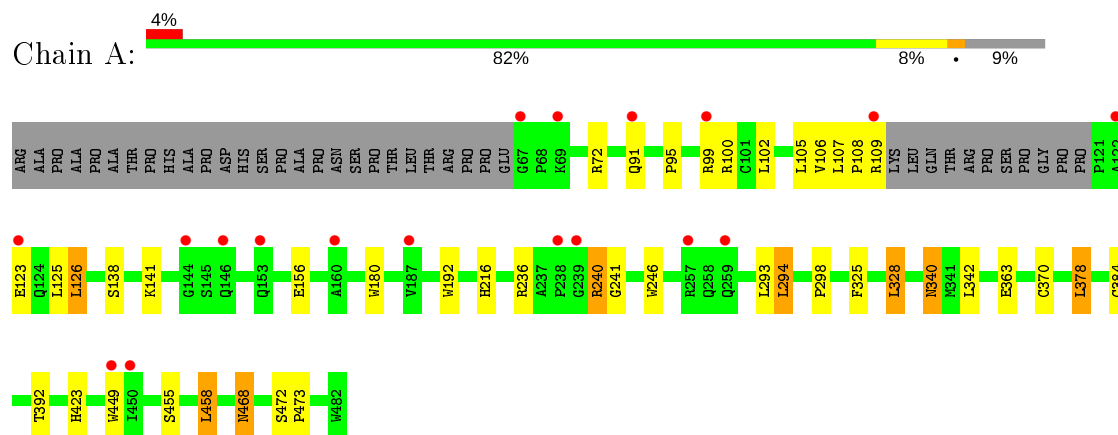 4%
Chain A:
82% 8% • 9%
ARG ALA PRO ALA PRO ALA THR PRO HIS ALA PRO ASP HIS SER PRO ALA PRO ASN SER PRO THR LEU THR ARG PRO PRO GLU G67 P68 K69 R72 Q91 P95 R99 R100 C101 L102 L105 V106 L107 P108 R109 LYS LEU GLN THR ARG PRO SER PRO GLY PRO PRO P121 A122
E123 Q124 L125 L126 S138 K141 G144 S145 Q146 Q153 E156 A160 W180 V187 W192 H216 R236 A237 P238 G239 R240 G241 W246 R257 Q258 Q259 L293 L294 P298 F325 L328 N340 M341 L342 E363 C370 L378 C384
T392 H423 W449 I450 S455 L458 N468 S472 P473 W482